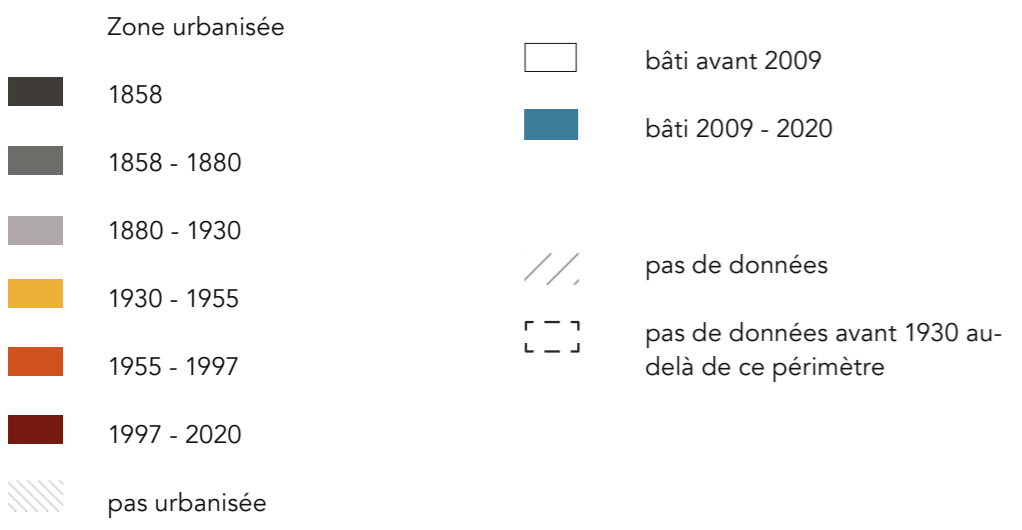 Zone urbanisée
1858
1858 - 1880
1880 - 1930
1930 - 1955
1955 - 1997
1997 - 2020
pas urbanisée
bâti avant 2009
bâti 2009 - 2020
pas de données
pas de données avant 1930 au-
delà de ce périmètre